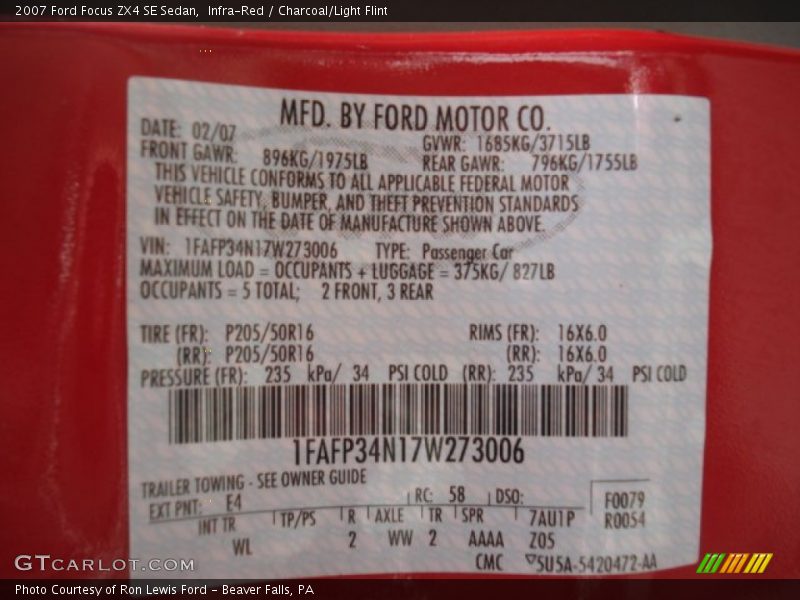 2007 Ford Focus ZX4 SE Sedan,  Infra-Red / Charcoal/Light Flint
MFD. BY FORD MOTOR CO.
DATE: 02/07 GVWR: 1685KG/3715LB
FRONT GAWR: 896KG/1975LB REAR GAWR: 796KG/1755LB
THIS VEHICLE CONFORMS TO ALL APPLICABLE FEDERAL MOTOR
VEHICLE SAFETY, BUMPER, AND THEFT PREVENTION STANDARDS
IN EFFECT ON THE DATE OF MANUFACTURE SHOWN ABOVE.
VIN: 1FAFP34N17W273006 TYPE: Passenger Car
MAXIMUM LOAD = OCCUPANTS + LUGGAGE = 375KG/ 827LB
OCCUPANTS = 5 TOTAL; 2 FRONT, 3 REAR
TIRE (FR): P205/50R16 RIMS (FR): 16X6.0
(RR): P205/50R16 (RR): 16X6.0
PRESSURE (FR): 235 kPa/ 34 PSI COLD (RR): 235 kPa/ 34 PSI COLD
1FAFP34N17W273006
TRAILER TOWING - SEE OWNER GUIDE
EXT PNT: E4 RC: 58 DSO: F0079
INT TR TP/PS R AXLE TR SPR 7AU1P R0054
WL 2 WW 2 AAAA Z05
CMC 5U5A-5420472-AA
GTCARLOT.COM
Photo Courtesy of Ron Lewis Ford - Beaver Falls, PA